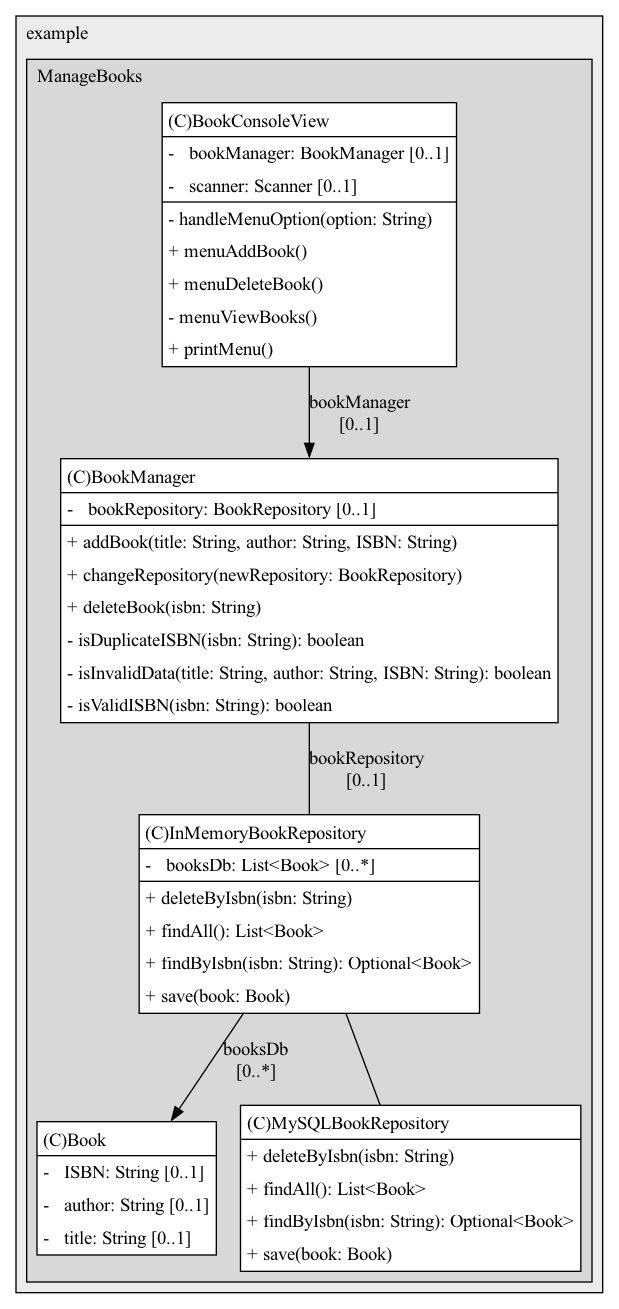 example
ManageBooks
(C)BookConsoleView
- bookManager: BookManager [0..1]
- scanner: Scanner [0..1]
- handleMenuOption(option: String)
+ menuAddBook()
+ menuDeleteBook()
- menuViewBooks()
+ printMenu()
bookManager
[0..1]
(C)BookManager
- bookRepository: BookRepository [0..1]
+ addBook(title: String, author: String, ISBN: String)
+ changeRepository(newRepository: BookRepository)
+ deleteBook(isbn: String)
- isDuplicateISBN(isbn: String): boolean
- isInvalidData(title: String, author: String, ISBN: String): boolean
- isValidISBN(isbn: String): boolean
bookRepository
[0..1]
(C)InMemoryBookRepository
- booksDb: List<Book> [0..*]
+ deleteByIsbn(isbn: String)
+ findAll(): List<Book>
+ findByIsbn(isbn: String): Optional<Book>
+ save(book: Book)
booksDb
[0..*]
(C)Book
- ISBN: String [0..1]
- author: String [0..1]
- title: String [0..1]
(C)MySQLBookRepository
+ deleteByIsbn(isbn: String)
+ findAll(): List<Book>
+ findByIsbn(isbn: String): Optional<Book>
+ save(book: Book)